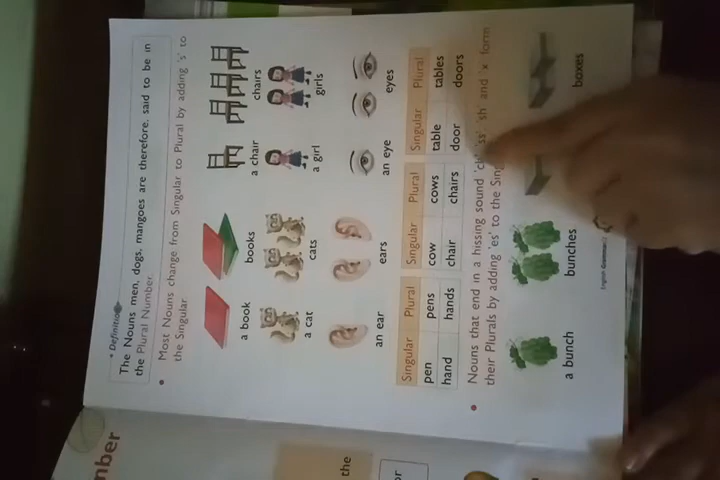 • Definition
The Nouns men, dogs, mangoes are therefore, said to be in
the Plural Number.
• Most Nouns change from Singular to Plural by adding 's' to
the Singular
a book books a chair chairs
a cat cats a girl girls
an ear ears an eye eyes
Singular Plural Singular Plural Singular Plural
pen pens cow cows table tables
hand hands chair chairs door doors
• Nouns that end in a hissing sound 'ss' 'sh' and 'x' form
their Plurals by adding 'es' to the
a bunch bunches boxes
English Grammar
nber
the
or